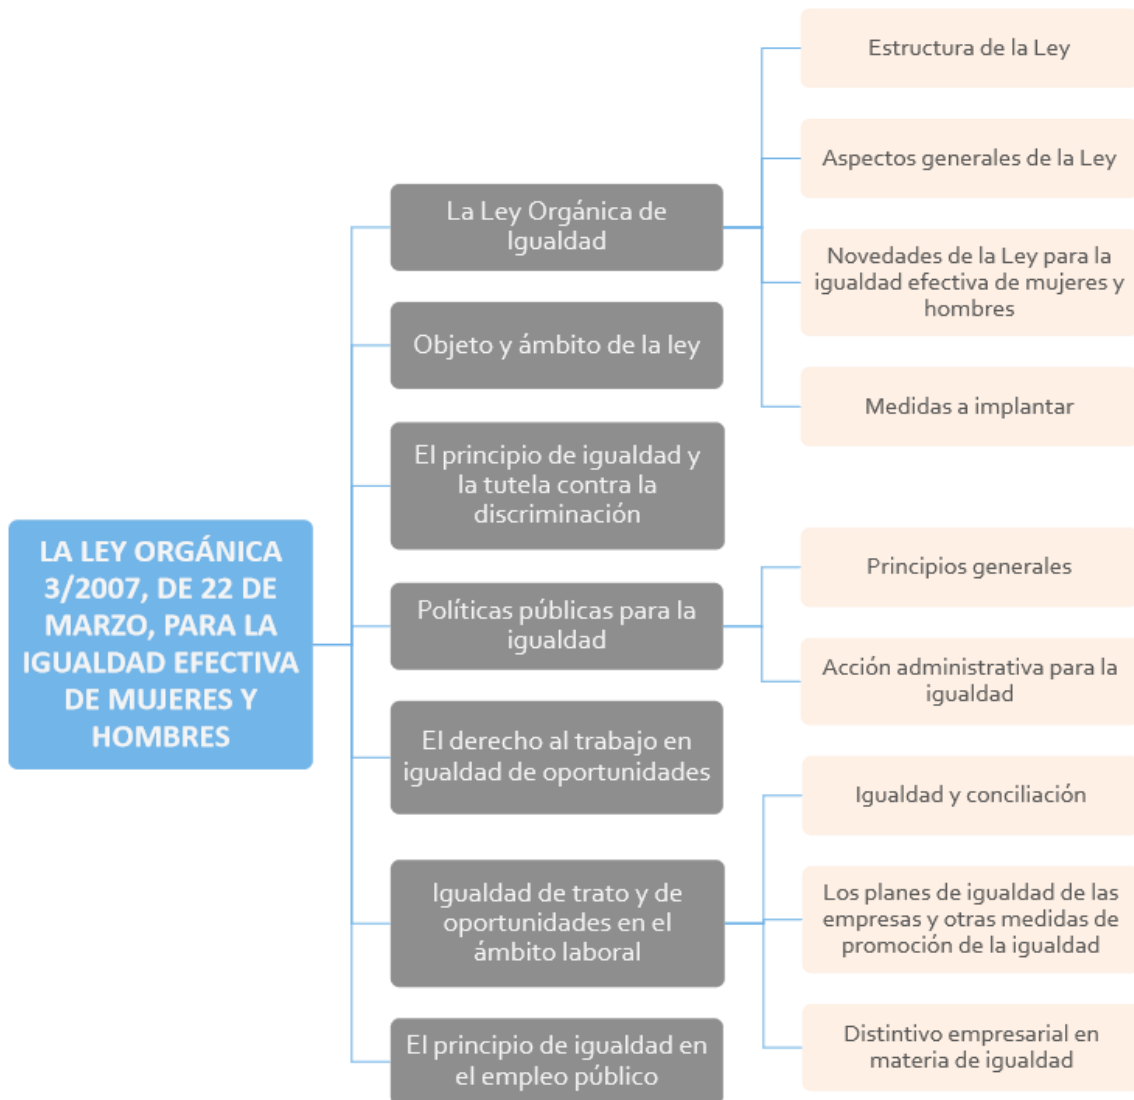 LA LEY ORGÁNICA
3/2007, DE 22 DE
MARZO, PARA LA
IGUALDAD EFECTIVA
DE MUJERES Y
HOMBRES
La Ley Orgánica de
Igualdad
Estructura de la Ley
Aspectos generales de la Ley
Novedades de la Ley para la
igualdad efectiva de mujeres y
hombres
Medidas a implantar
Objeto y ámbito de la ley
El principio de igualdad y
la tutela contra la
discriminación
Políticas públicas para la
igualdad
Principios generales
Acción administrativa para la
igualdad
El derecho al trabajo en
igualdad de oportunidades
Igualdad de trato y de
oportunidades en el
ámbito laboral
Igualdad y conciliación
Los planes de igualdad de las
empresas y otras medidas de
promoción de la igualdad
Distintivo empresarial en
materia de igualdad
El principio de igualdad en
el empleo público